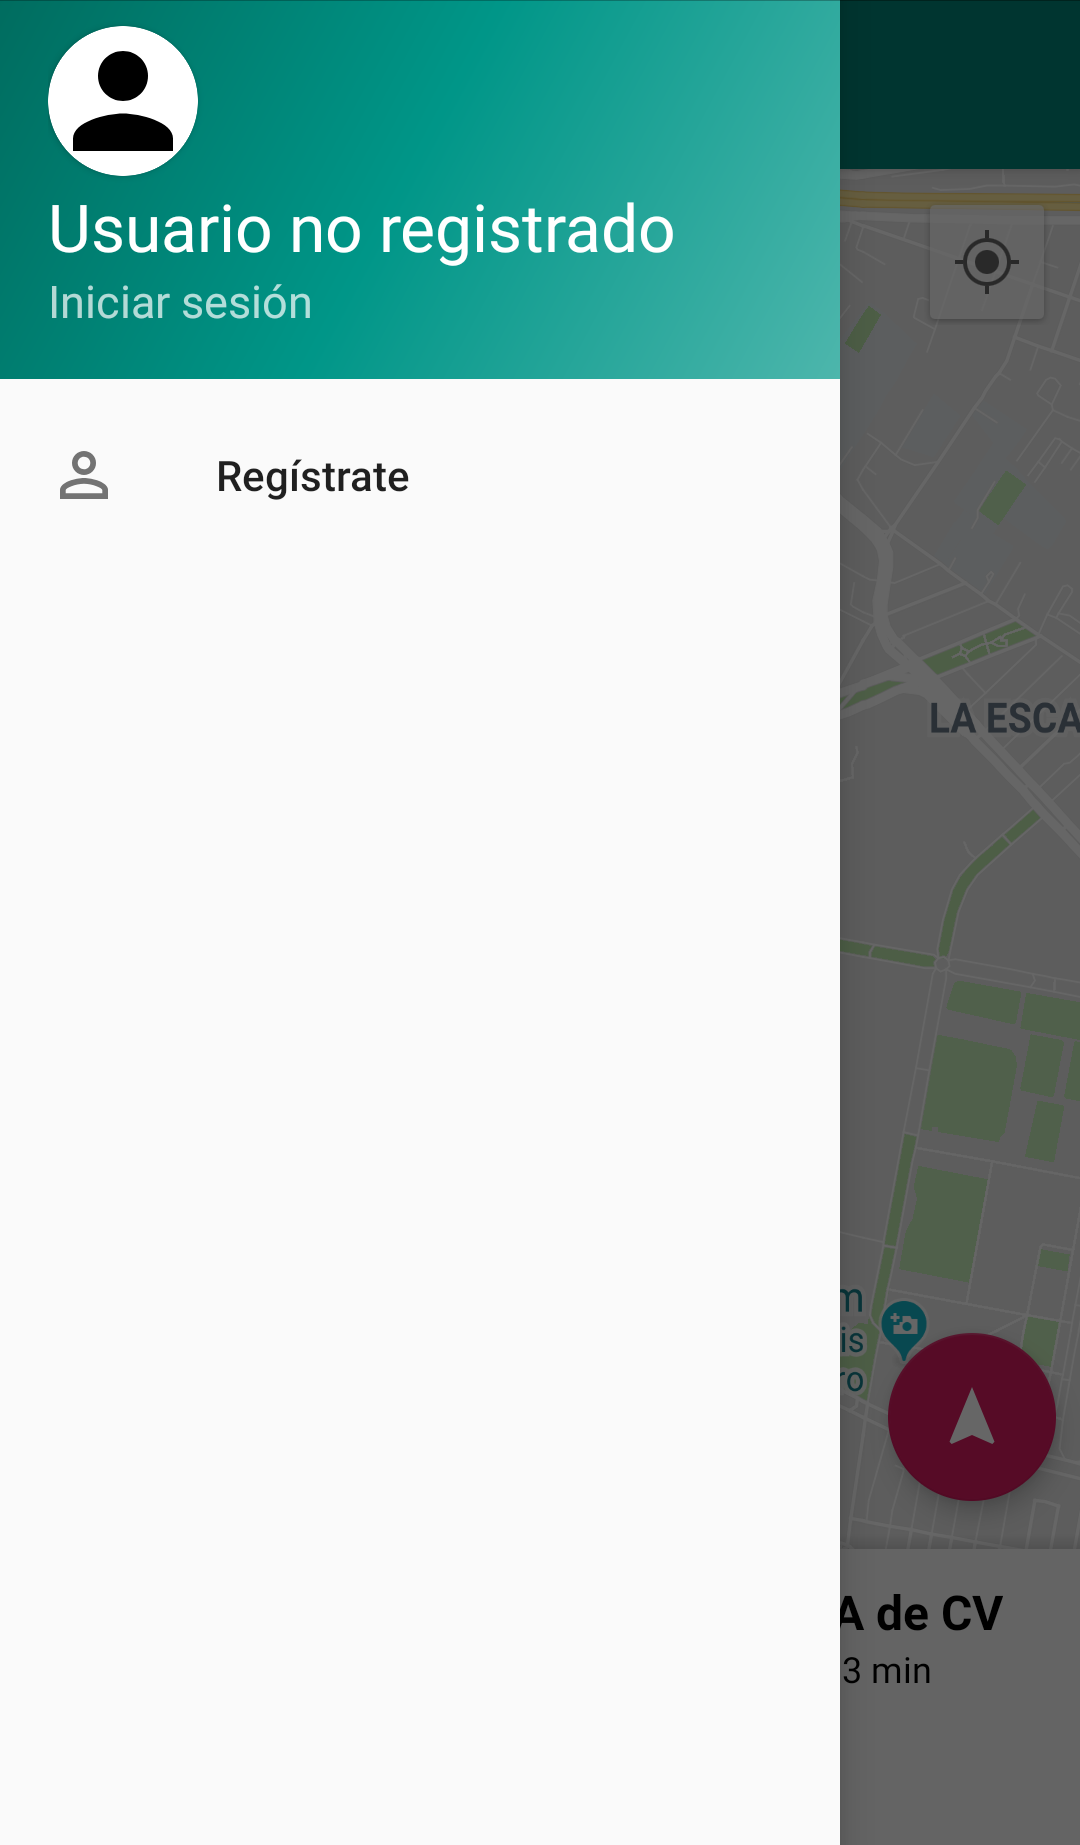 Usuario no registrado
Iniciar sesión
Regístrate
LA ESCA
m
is
ro
A de CV
3 min